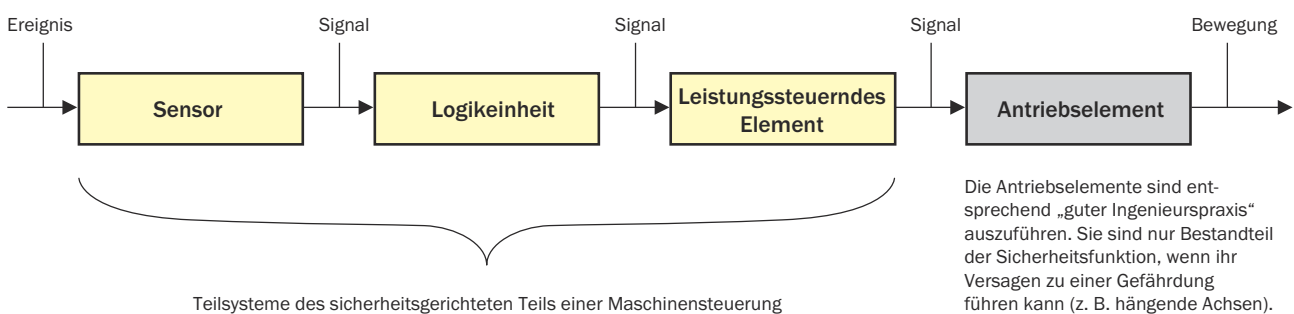 Ereignis
Signal
Signal
Signal
Bewegung
Sensor
Logikeinheit
Leistungssteuerndes
Element
Antriebselement
Teilsysteme des sicherheitsgerichteten Teils einer Maschinensteuerung
Die Antriebselemente sind ent-
sprechend „guter Ingenieurspraxis“
auszuführen. Sie sind nur Bestandteil
der Sicherheitsfunktion, wenn ihr
Versagen zu einer Gefährdung
führen kann (z. B. hängende Achsen).